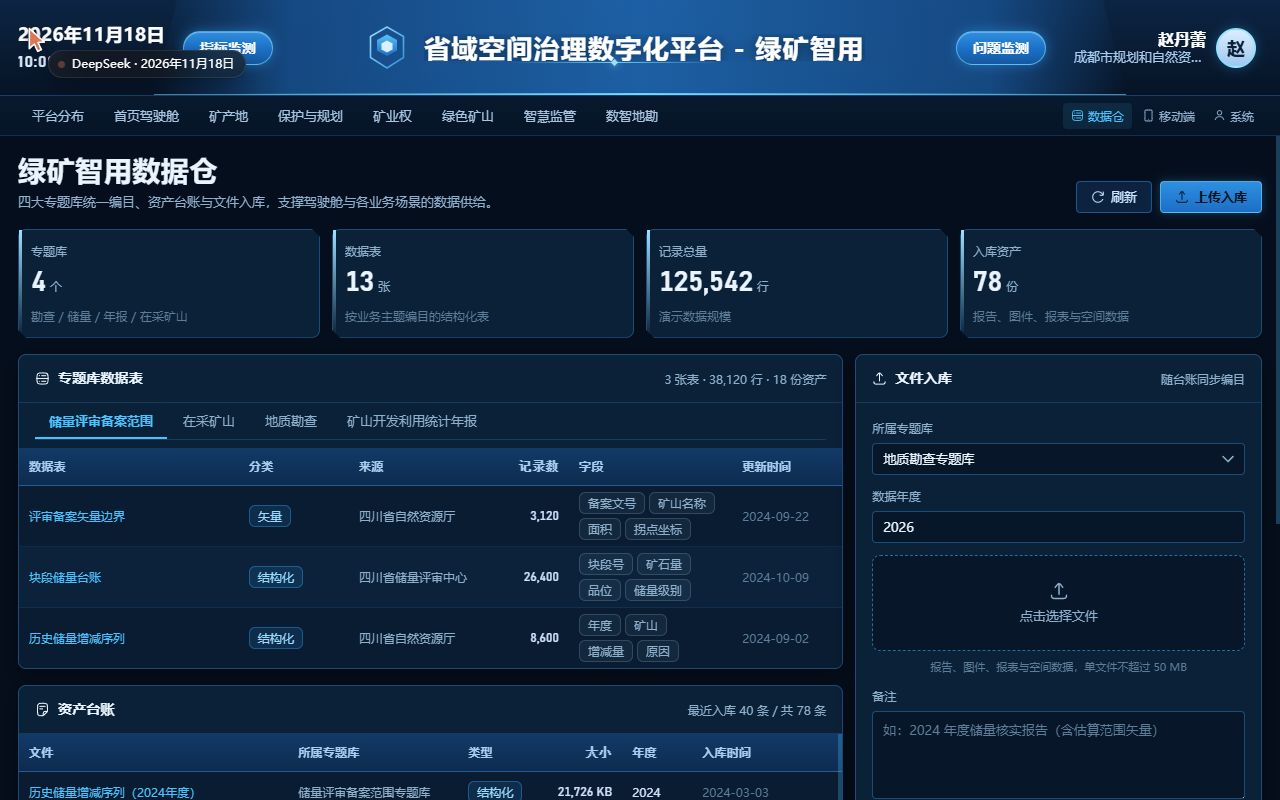 2026年11月18日
10:0
DeepSeek · 2026年11月18日
指标监测
省域空间治理数字化平台 - 绿矿智用
问题监测
赵丹蕾
成都市规划和自然资...
赵
平台分布 首页驾驶舱 矿产地 保护与规划 矿业权 绿色矿山 智慧监管 数智地勘
数据仓 移动端 系统
绿矿智用数据仓
四大专题库统一编目、资产台账与文件入库，支撑驾驶舱与各业务场景的数据供给。
刷新 上传入库
专题库
4 个
勘查 / 储量 / 年报 / 在采矿山
数据表
13 张
按业务主题编目的结构化表
记录总量
125,542 行
演示数据规模
入库资产
78 份
报告、图件、报表与空间数据
专题库数据表
3 张表 · 38,120 行 · 18 份资产
储量评审备案范围 在采矿山 地质勘查 矿山开发利用统计年报
数据表 分类 来源 记录数 字段 更新时间
评审备案矢量边界 矢量 四川省自然资源厅 3,120 备案文号 矿山名称 面积 拐点坐标 2024-09-22
块段储量台账 结构化 四川省储量评审中心 26,400 块段号 矿石量 品位 储量级别 2024-10-09
历史储量增减序列 结构化 四川省自然资源厅 8,600 年度 矿山 增减量 原因 2024-09-02
资产台账
最近入库 40 条 / 共 78 条
文件 所属专题库 类型 大小 年度 入库时间
历史储量增减序列（2024年度） 储量评审备案范围专题库 结构化 21,726 KB 2024 2024-03-03
文件入库
随台账同步编目
所属专题库
地质勘查专题库
数据年度
2026
点击选择文件
报告、图件、报表与空间数据，单文件不超过 50 MB
备注
如：2024 年度储量核实报告（含估算范围矢量）